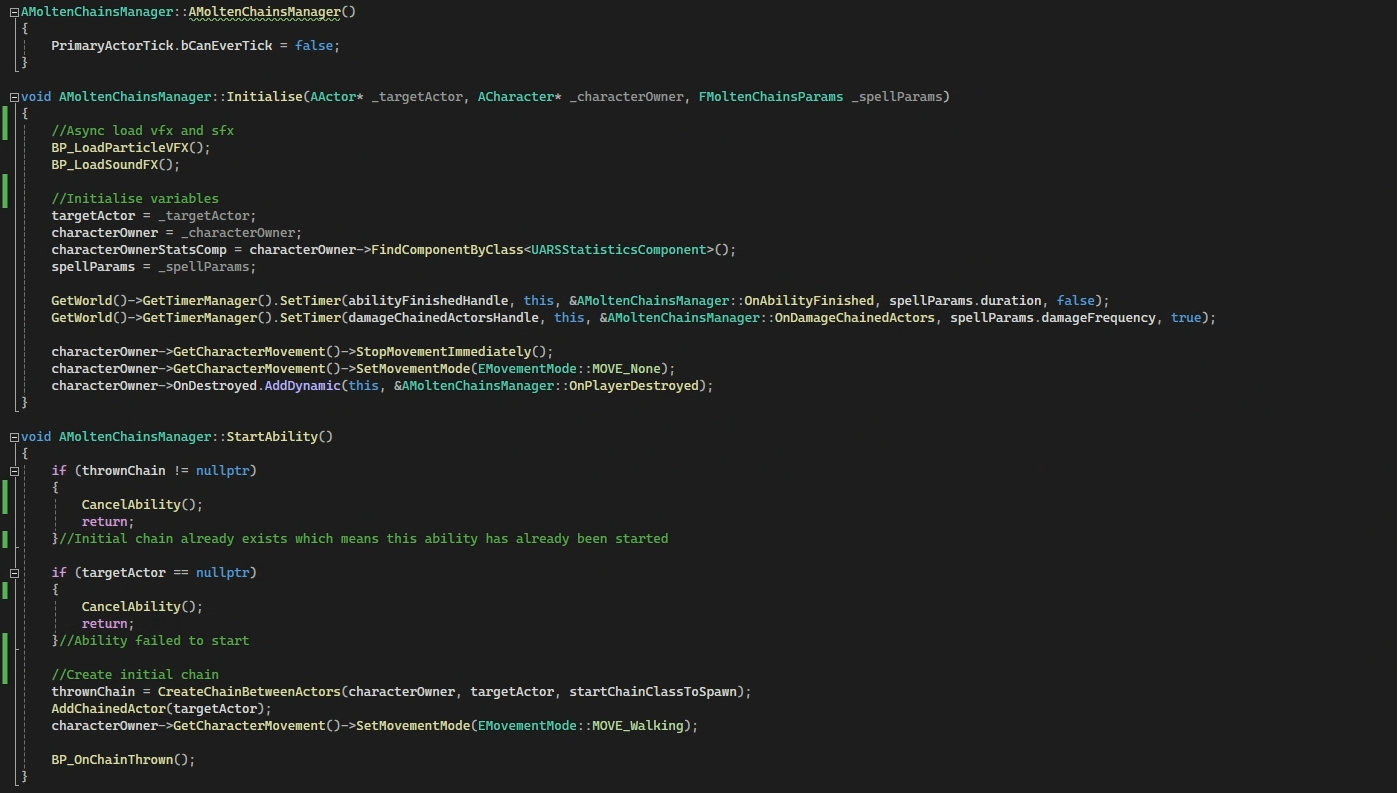 AMoltenChainsManager::AMoltenChainsManager()
{
    PrimaryActorTick.bCanEverTick = false;
}

void AMoltenChainsManager::Initialise(AActor* _targetActor, ACharacter* _characterOwner, FMoltenChainsParams _spellParams)
{
    //Async load vfx and sfx
    BP_LoadParticleVFX();
    BP_LoadSoundFX();

    //Initialise variables
    targetActor = _targetActor;
    characterOwner = _characterOwner;
    characterOwnerStatsComp = characterOwner->FindComponentByClass<UARSStatisticsComponent>();
    spellParams = _spellParams;

    GetWorld()->GetTimerManager().SetTimer(abilityFinishedHandle, this, &AMoltenChainsManager::OnAbilityFinished, spellParams.duration, false);
    GetWorld()->GetTimerManager().SetTimer(damageChainedActorsHandle, this, &AMoltenChainsManager::OnDamageChainedActors, spellParams.damageFrequency, true);

    characterOwner->GetCharacterMovement()->StopMovementImmediately();
    characterOwner->GetCharacterMovement()->SetMovementMode(EMovementMode::MOVE_None);
    characterOwner->OnDestroyed.AddDynamic(this, &AMoltenChainsManager::OnPlayerDestroyed);
}

void AMoltenChainsManager::StartAbility()
{
    if (thrownChain != nullptr)
    {
        CancelAbility();
        return;
    }//Initial chain already exists which means this ability has already been started

    if (targetActor == nullptr)
    {
        CancelAbility();
        return;
    }//Ability failed to start

    //Create initial chain
    thrownChain = CreateChainBetweenActors(characterOwner, targetActor, startChainClassToSpawn);
    AddChainedActor(targetActor);
    characterOwner->GetCharacterMovement()->SetMovementMode(EMovementMode::MOVE_Walking);

    BP_OnChainThrown();
}